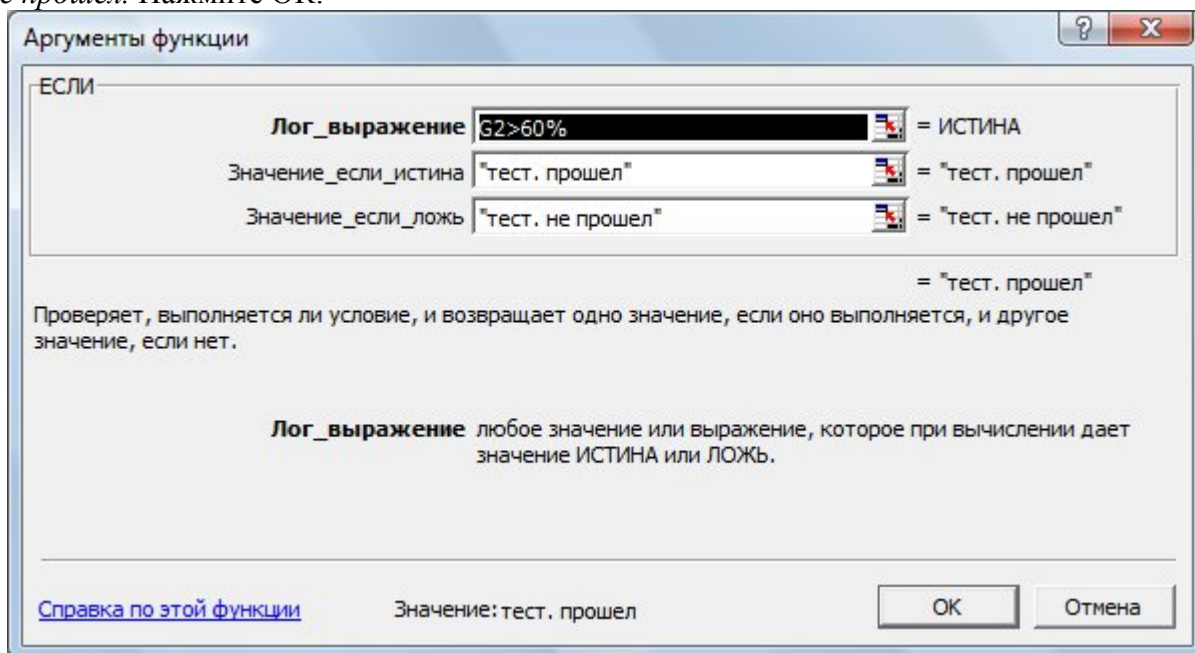 е прошел. Нажмите ОК.
Аргументы функции
ЕСЛИ
Лог_выражение G2>60% = ИСТИНА
Значение_если_истина "тест. прошел" = "тест. прошел"
Значение_если_ложь "тест. не прошел" = "тест. не прошел"
= "тест. прошел"
Проверяет, выполняется ли условие, и возвращает одно значение, если оно выполняется, и другое
значение, если нет.
Лог_выражение любое значение или выражение, которое при вычислении дает
значение ИСТИНА или ЛОЖЬ.
Справка по этой функции Значение: тест. прошел ОК Отмена